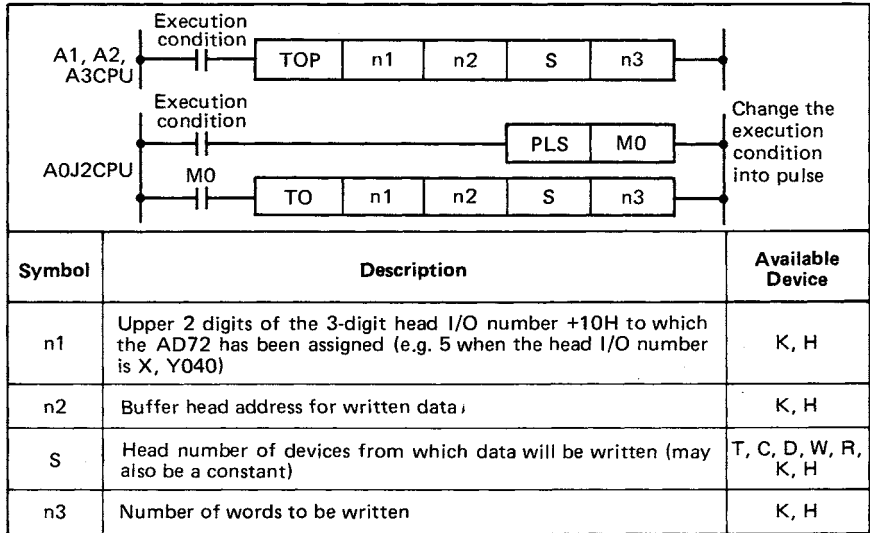 Execution
condition
A1, A2,
A3CPU
TOP n1 n2 S n3
Execution
condition
PLS M0
Change the
execution
condition
into pulse
A0J2CPU
M0
TO n1 n2 S n3
Symbol Description Available
Device
n1 Upper 2 digits of the 3-digit head I/O number +10H to which
the AD72 has been assigned (e.g. 5 when the head I/O number
is X, Y040)
K, H
n2 Buffer head address for written data
K, H
S Head number of devices from which data will be written (may
also be a constant)
T, C, D, W, R,
K, H
n3 Number of words to be written
K, H